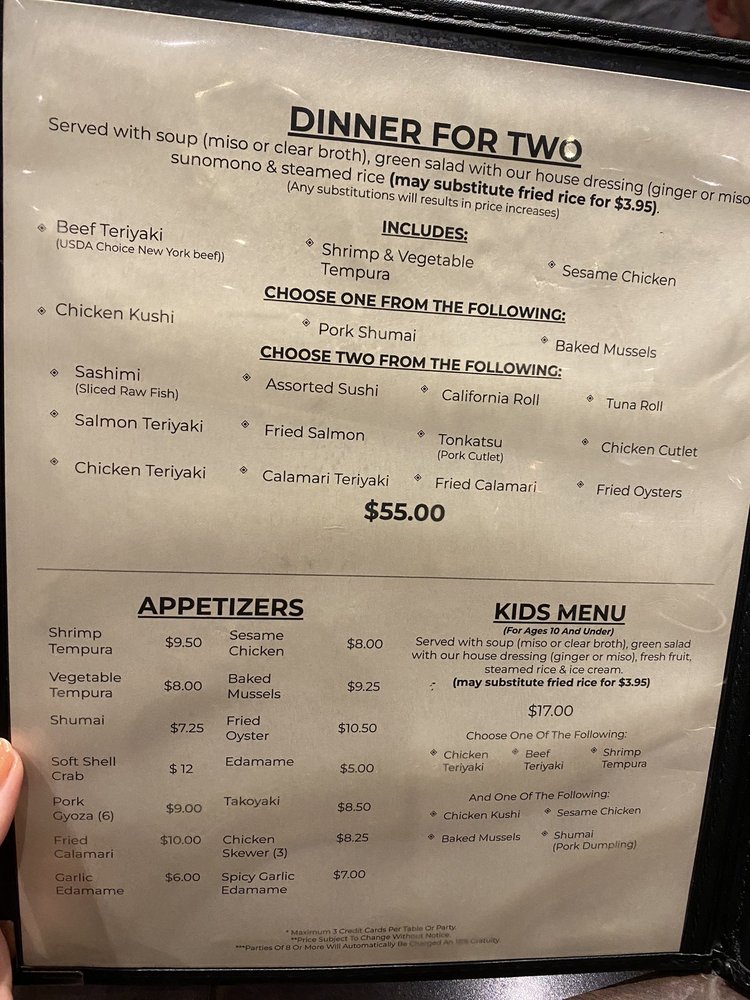 DINNER FOR TWO
Served with soup (miso or clear broth), green salad with our house dressing (ginger or miso
sunomono & steamed rice (may substitute fried rice for $3.95).
(Any substitutions will results in price increases)
INCLUDES:
Beef Teriyaki
(USDA Choice New York beef))
Shrimp & Vegetable
Tempura
Sesame Chicken
CHOOSE ONE FROM THE FOLLOWING:
Chicken Kushi
Pork Shumai
Baked Mussels
CHOOSE TWO FROM THE FOLLOWING:
Sashimi
(Sliced Raw Fish)
Assorted Sushi
California Roll
Tuna Roll
Salmon Teriyaki
Fried Salmon
Tonkatsu
(Pork Cutlet)
Chicken Cutlet
Chicken Teriyaki
Calamari Teriyaki
Fried Calamari
Fried Oysters
$55.00
APPETIZERS
Shrimp
Tempura
$9.50
Sesame
Chicken
$8.00
Vegetable
Tempura
$8.00
Baked
Mussels
$9.25
Shumai
$7.25
Fried
Oyster
$10.50
Soft Shell
Crab
$ 12
Edamame
$5.00
Pork
Gyoza (6)
$9.00
Takoyaki
$8.50
Fried
Calamari
$10.00
Chicken
Skewer (3)
$8.25
Garlic
Edamame
$6.00
Spicy Garlic
Edamame
$7.00
KIDS MENU
(For Ages 10 And Under)
Served with soup (miso or clear broth), green salad
with our house dressing (ginger or miso), fresh fruit,
steamed rice & ice cream.
(may substitute fried rice for $3.95)
$17.00
Choose One Of The Following:
Chicken
Teriyaki
Beef
Teriyaki
Shrimp
Tempura
And One Of The Following:
Chicken Kushi
Sesame Chicken
Baked Mussels
Shumai
(Pork Dumpling)
* Maximum 3 Credit Cards Per Table Or Party.
**Price Subject To Change Without Notice.
***Parties Of 8 Or More Will Automatically Be Charged An 18% Gratuity.